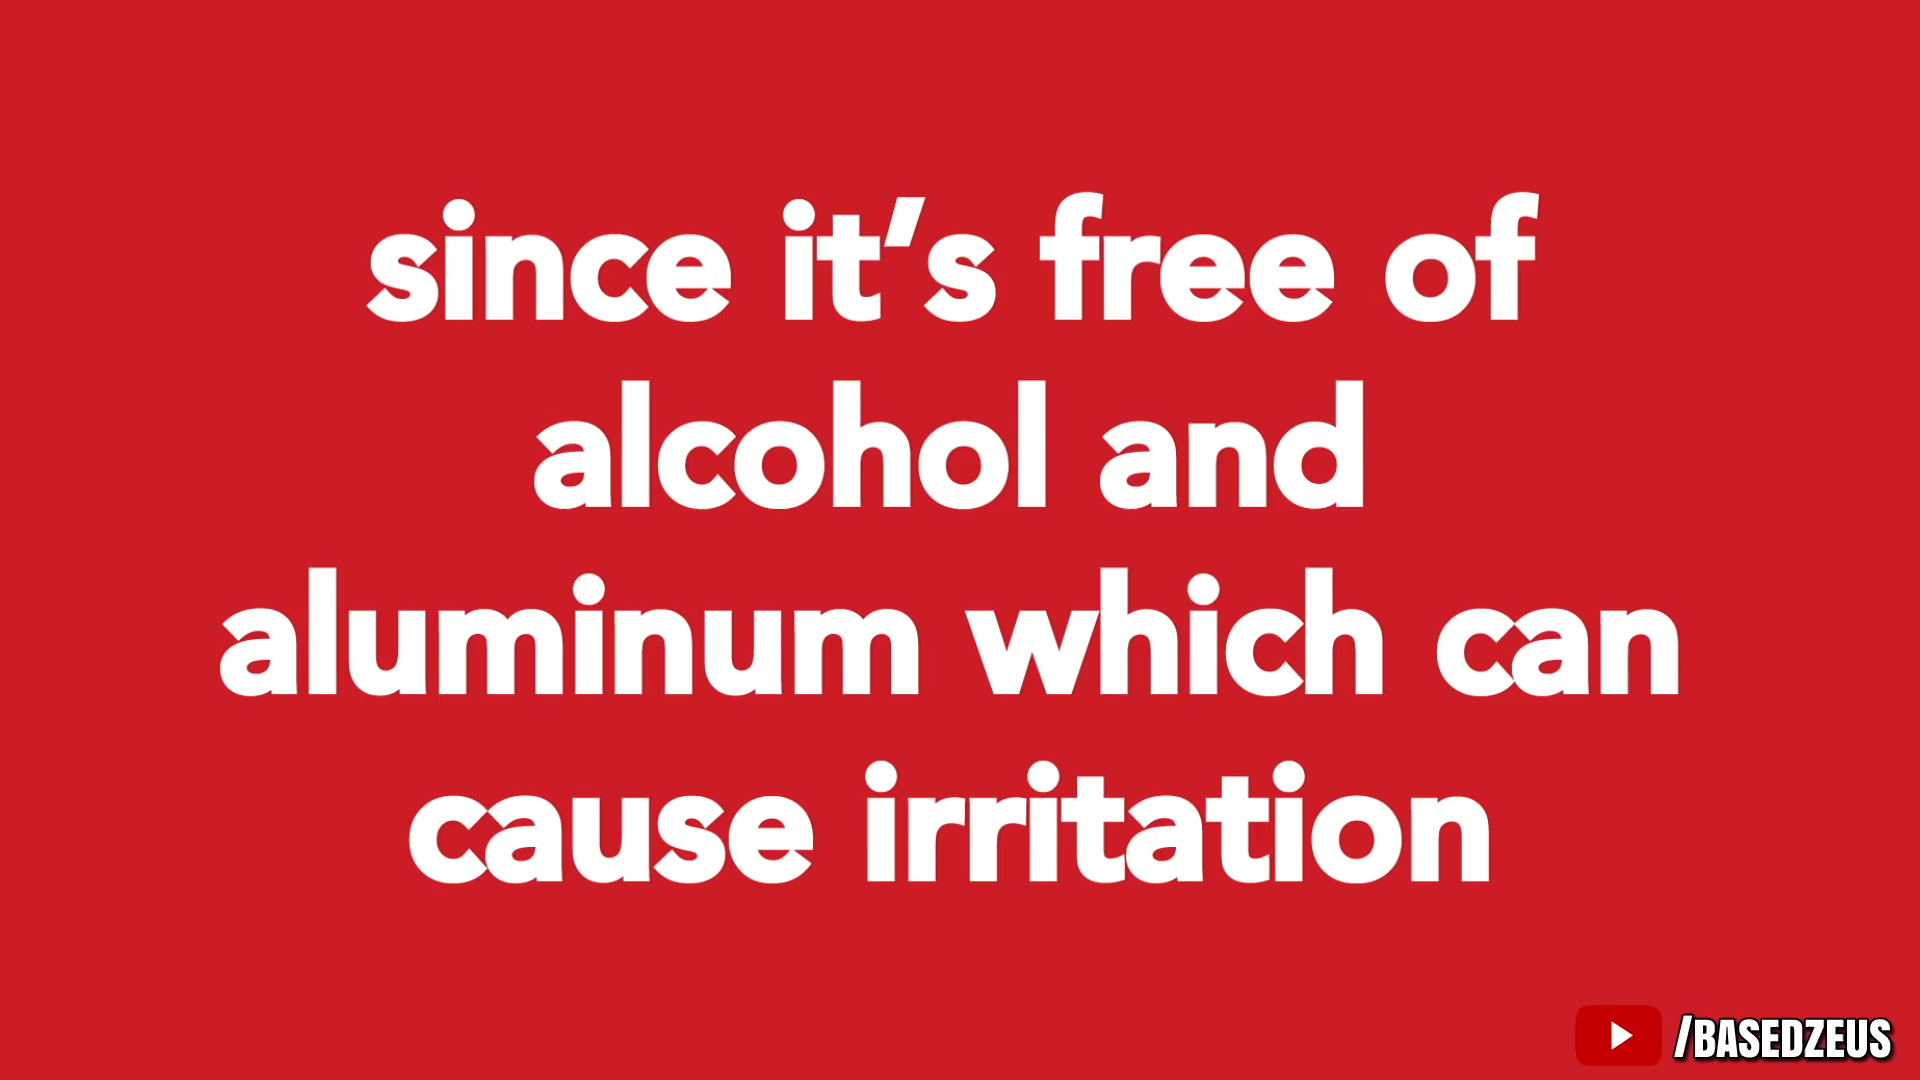 since it's free of
alcohol and
aluminum which can
cause irritation
/BASEDZEUS